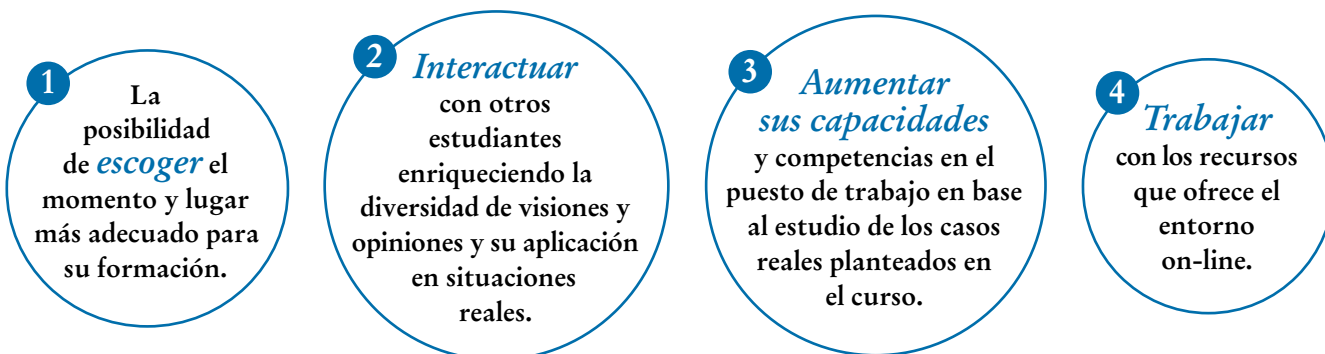 1
La
posibilidad
de escoger el
momento y lugar
más adecuado para
su formación.
2
Interactuar
con otros
estudiantes
enriqueciendo la
diversidad de visiones y
opiniones y su aplicación
en situaciones
reales.
3
Aumentar
sus capacidades
y competencias en el
puesto de trabajo en base
al estudio de los casos
reales planteados en
el curso.
4
Trabajar
con los recursos
que ofrece el
entorno
on-line.